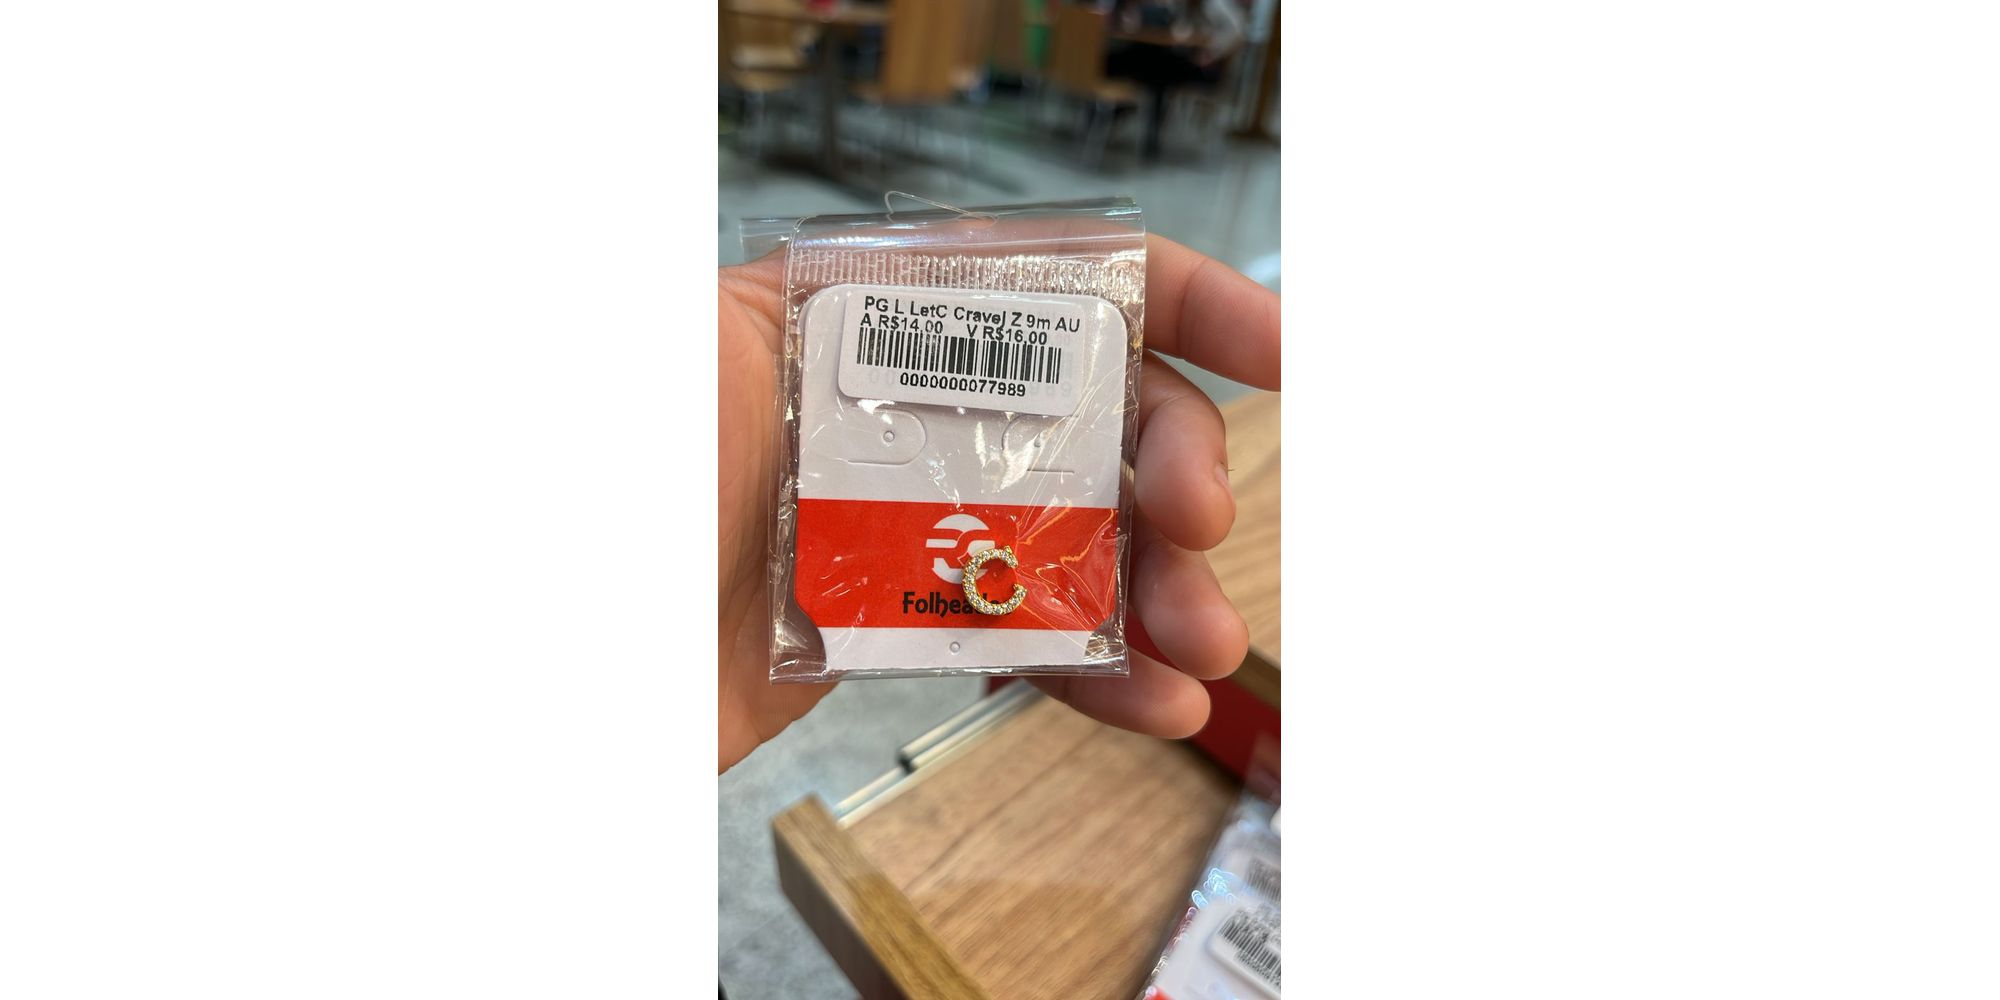 PG L LetC Cravej Z 9m AU
A R$14,00 V R$16,00
0000000077989